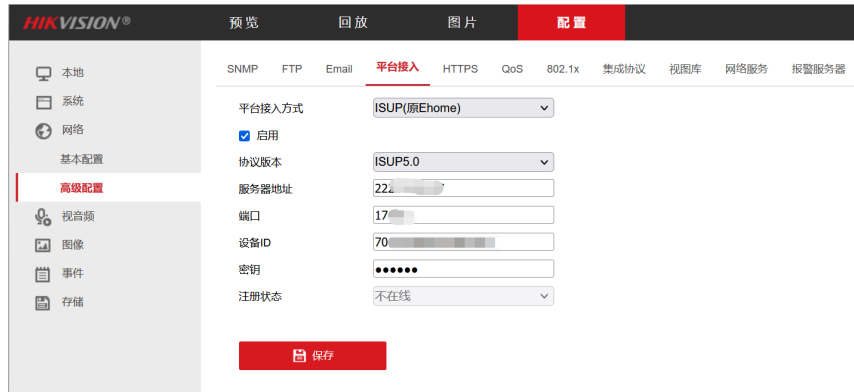 HIKVISION® 预览 回放 图片 配置
本地
系统
网络
基本配置
高级配置
视音频
图像
事件
存储
SNMP FTP Email 平台接入 HTTPS QoS 802.1x 集成协议 视图库 网络服务 报警服务器
平台接入方式 ISUP(原Ehome)
启用
协议版本 ISUP5.0
服务器地址 222
端口 17
设备ID 70
密钥 ●●●●●●
注册状态 不在线
保存